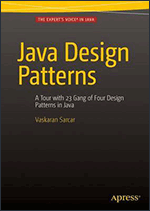 THE EXPERT'S VOICE® IN JAVA
Java Design
Patterns
A Tour with 23 Gang of Four Design
Patterns in Java
Vaskaran Sarcar
Apress®